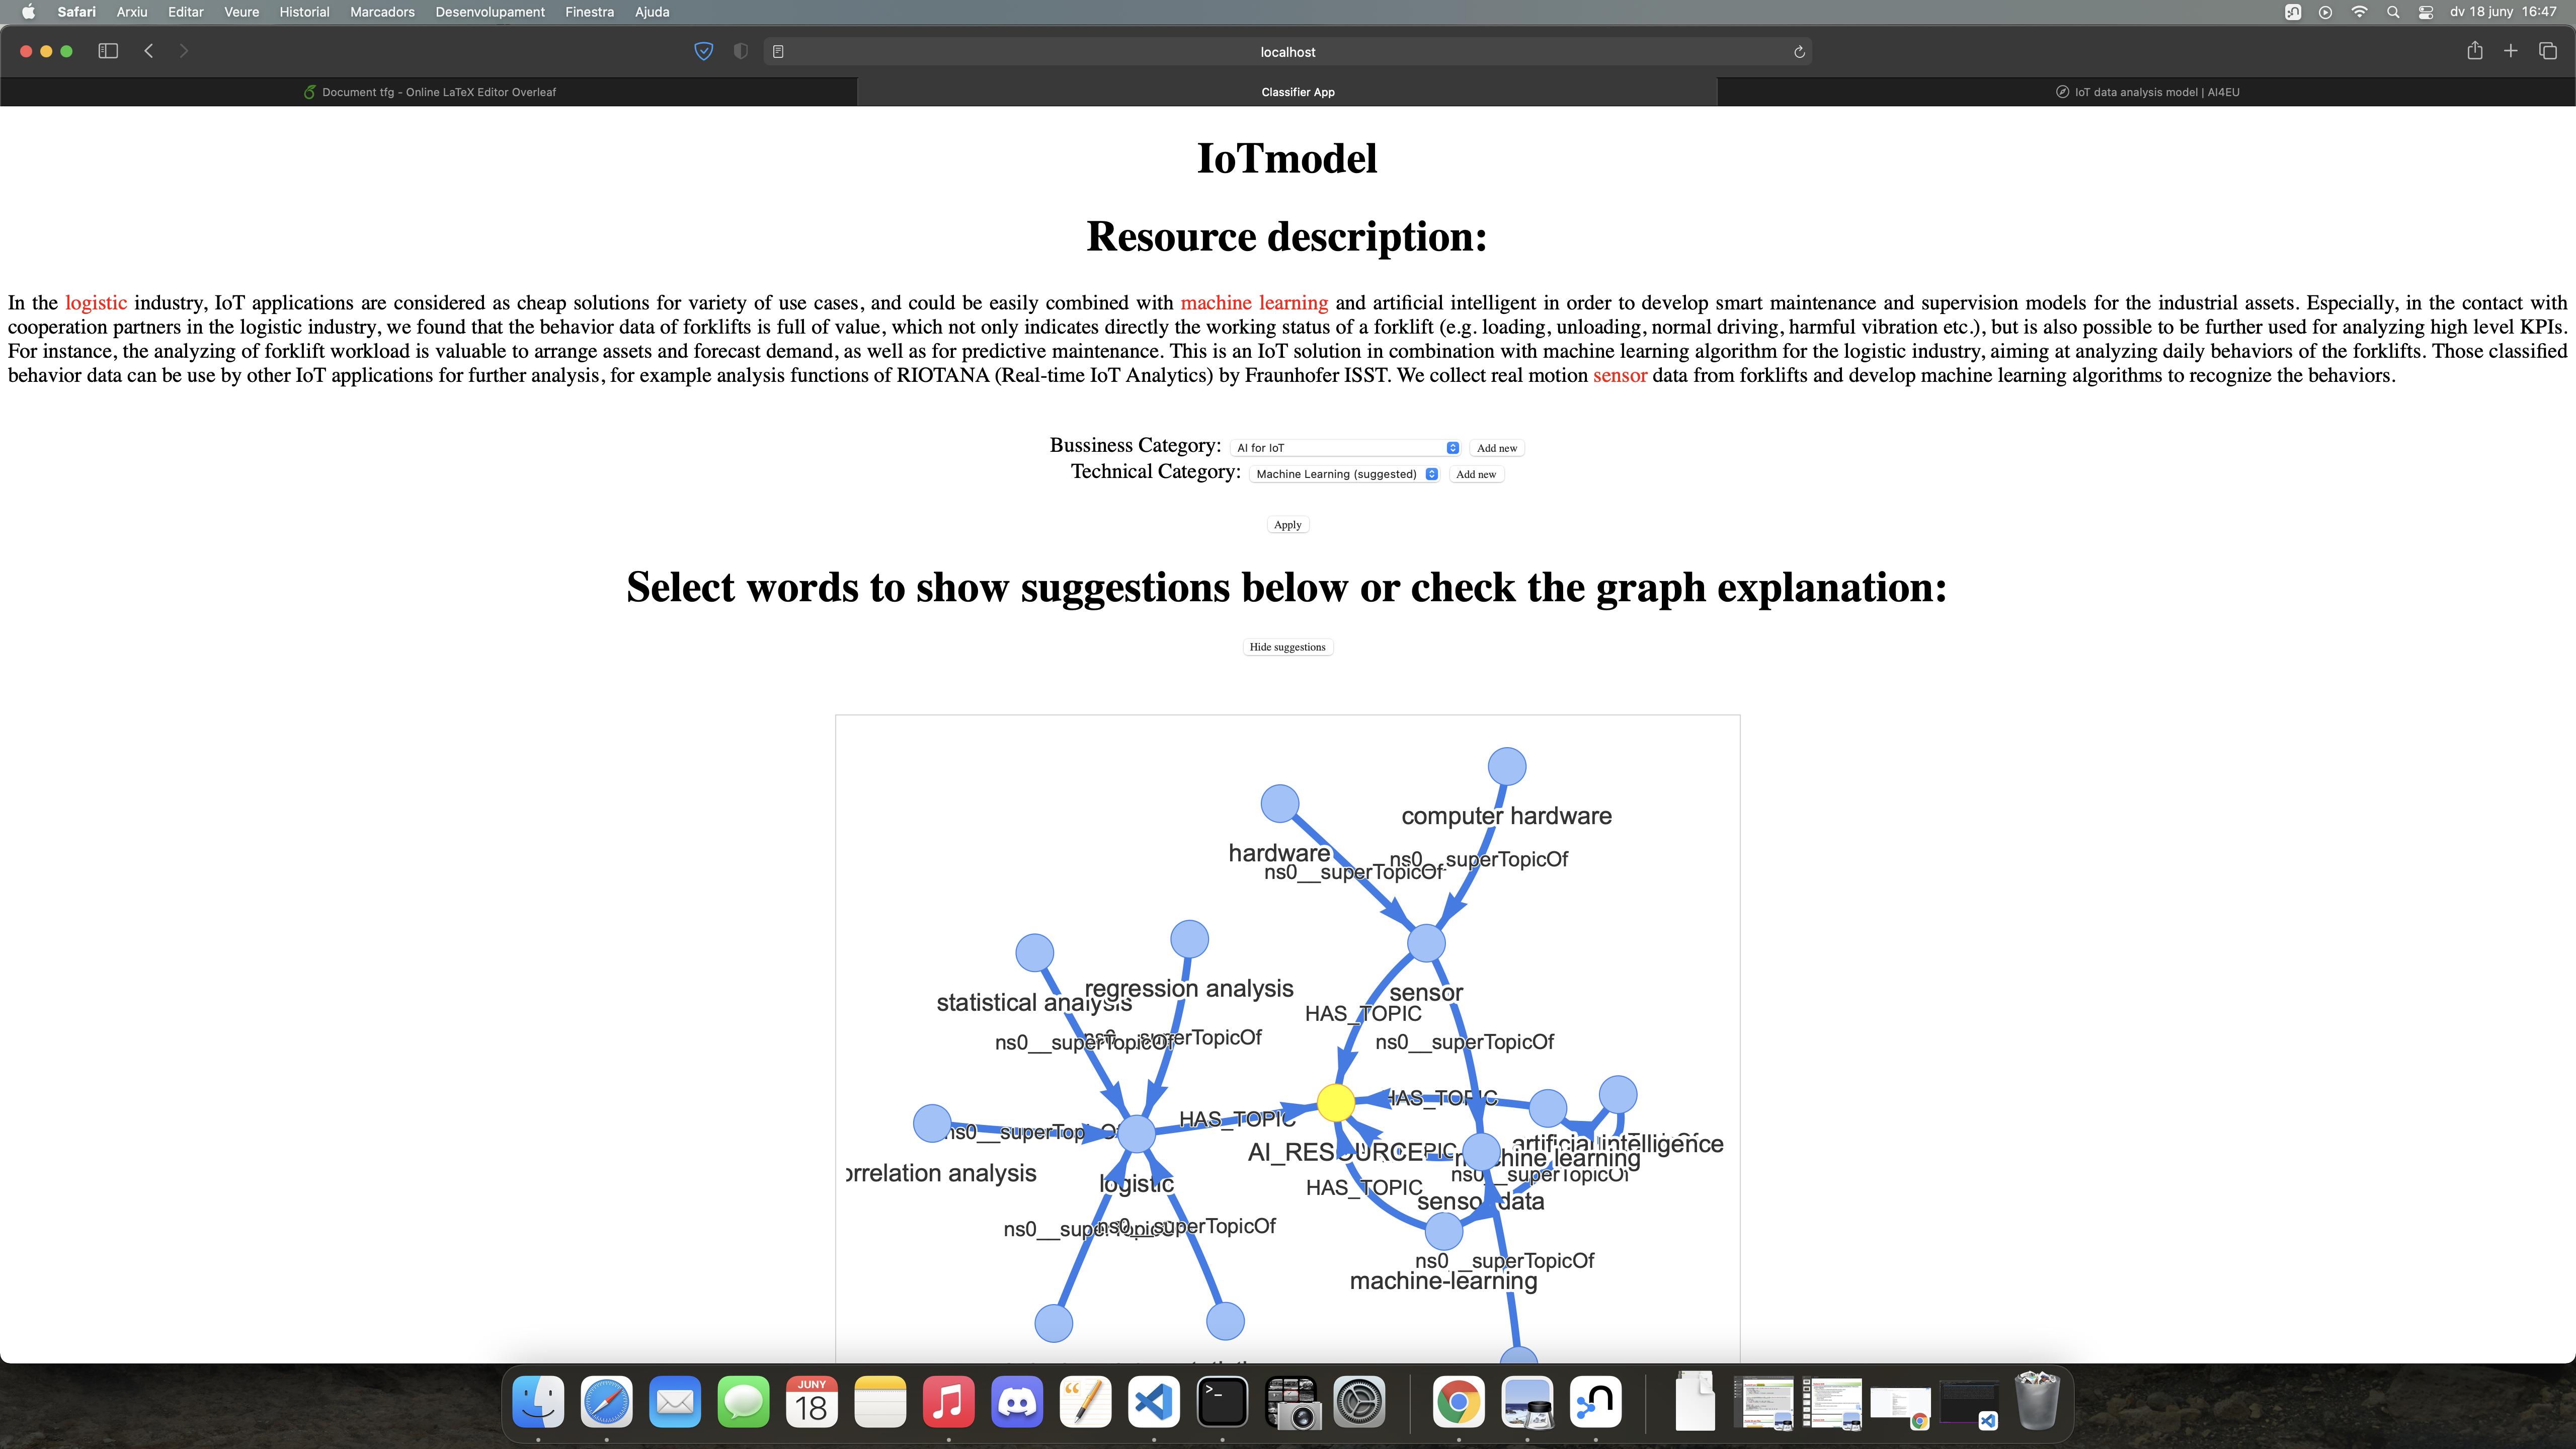 Safari Arxiu Editar Veure Historial Marcadors Desenvolupament Finestra Ajuda dv 18 juny 16:47
localhost
Document tfg - Online LaTeX Editor Overleaf Classifier App IoT data analysis model | AI4EU
IoTmodel
Resource description:
In the logistic industry, IoT applications are considered as cheap solutions for variety of use cases, and could be easily combined with machine learning and artificial intelligent in order to develop smart maintenance and supervision models for the industrial assets. Especially, in the contact with
cooperation partners in the logistic industry, we found that the behavior data of forklifts is full of value, which not only indicates directly the working status of a forklift (e.g. loading, unloading, normal driving, harmful vibration etc.), but is also possible to be further used for analyzing high level KPIs.
For instance, the analyzing of forklift workload is valuable to arrange assets and forecast demand, as well as for predictive maintenance. This is an IoT solution in combination with machine learning algorithm for the logistic industry, aiming at analyzing daily behaviors of the forklifts. Those classified
behavior data can be use by other IoT applications for further analysis, for example analysis functions of RIOTANA (Real-time IoT Analytics) by Fraunhofer ISST. We collect real motion sensor data from forklifts and develop machine learning algorithms to recognize the behaviors.
Bussiness Category: AI for IoT Add new
Technical Category: Machine Learning (suggested) Add new
Apply
Select words to show suggestions below or check the graph explanation:
Hide suggestions
computer hardware
hardware
ns0__superTopicOf
ns0__superTopicOf
regression analysis
statistical analysis
sensor
HAS_TOPIC
ns0__superTopicOf
ns0__superTopicOf
ns0__superTopicOf
HAS_TOPIC
HAS_TOPIC
ns0__superTopicOf
artificial intelligence
AI_RESOURCE
machine learning
orrelation analysis
ns0__superTopicOf
logistic
HAS_TOPIC
sensor data
ns0__superTopicOf
ns0__superTopicOf
ns0__superTopicOf
machine-learning
JUNY
18